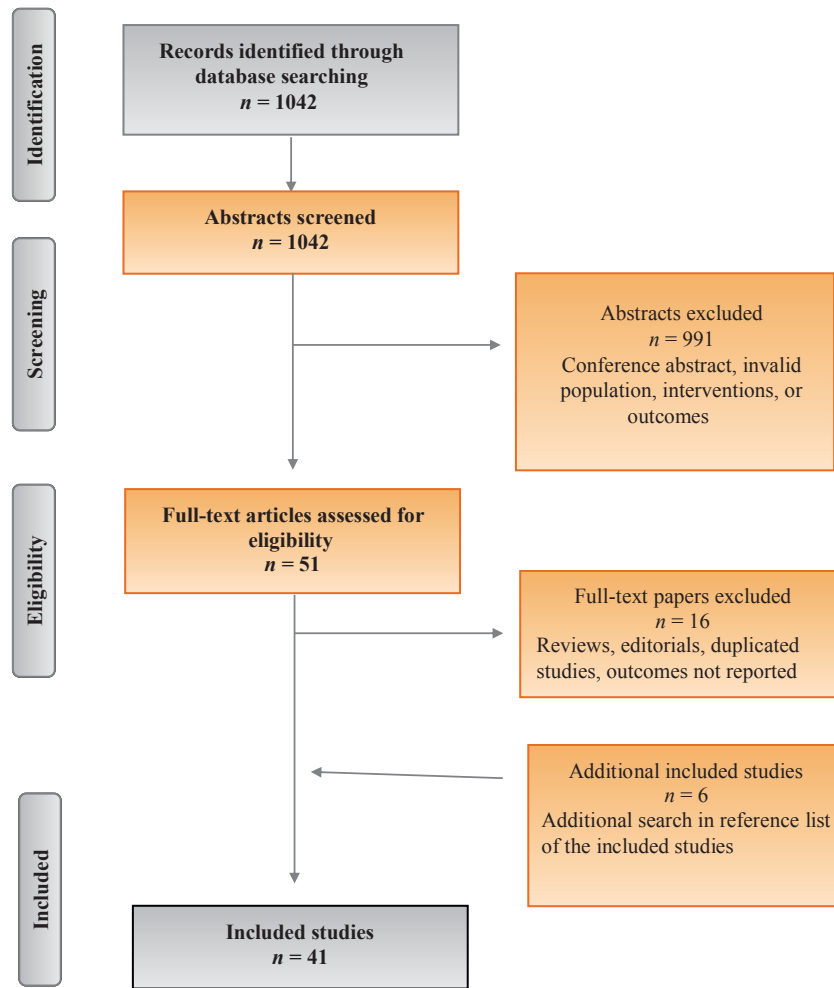 Identification
Records identified through
database searching
n = 1042
Abstracts screened
n = 1042
Screening
Abstracts excluded
n = 991
Conference abstract, invalid
population, interventions, or
outcomes
Eligibility
Full-text articles assessed for
eligibility
n = 51
Full-text papers excluded
n = 16
Reviews, editorials, duplicated
studies, outcomes not reported
Additional included studies
n = 6
Additional search in reference list
of the included studies
Included
Included studies
n = 41